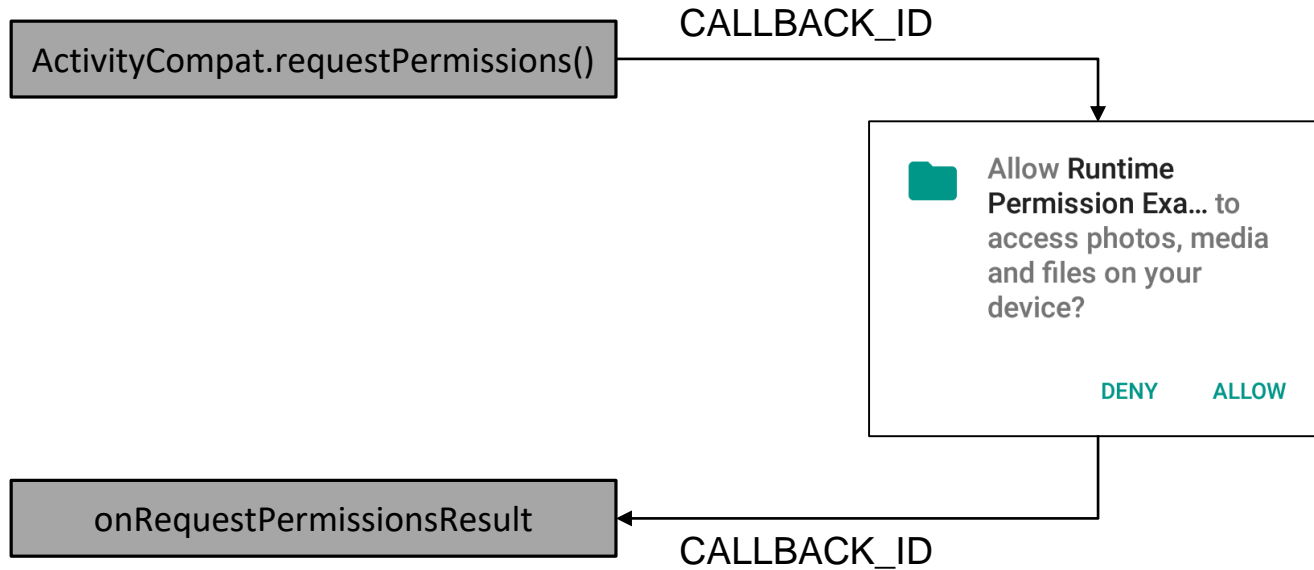 CALLBACK_ID
ActivityCompat.requestPermissions()
Allow Runtime
Permission Exa... to
access photos, media
and files on your
device?
DENY ALLOW
onRequestPermissionsResult
CALLBACK_ID